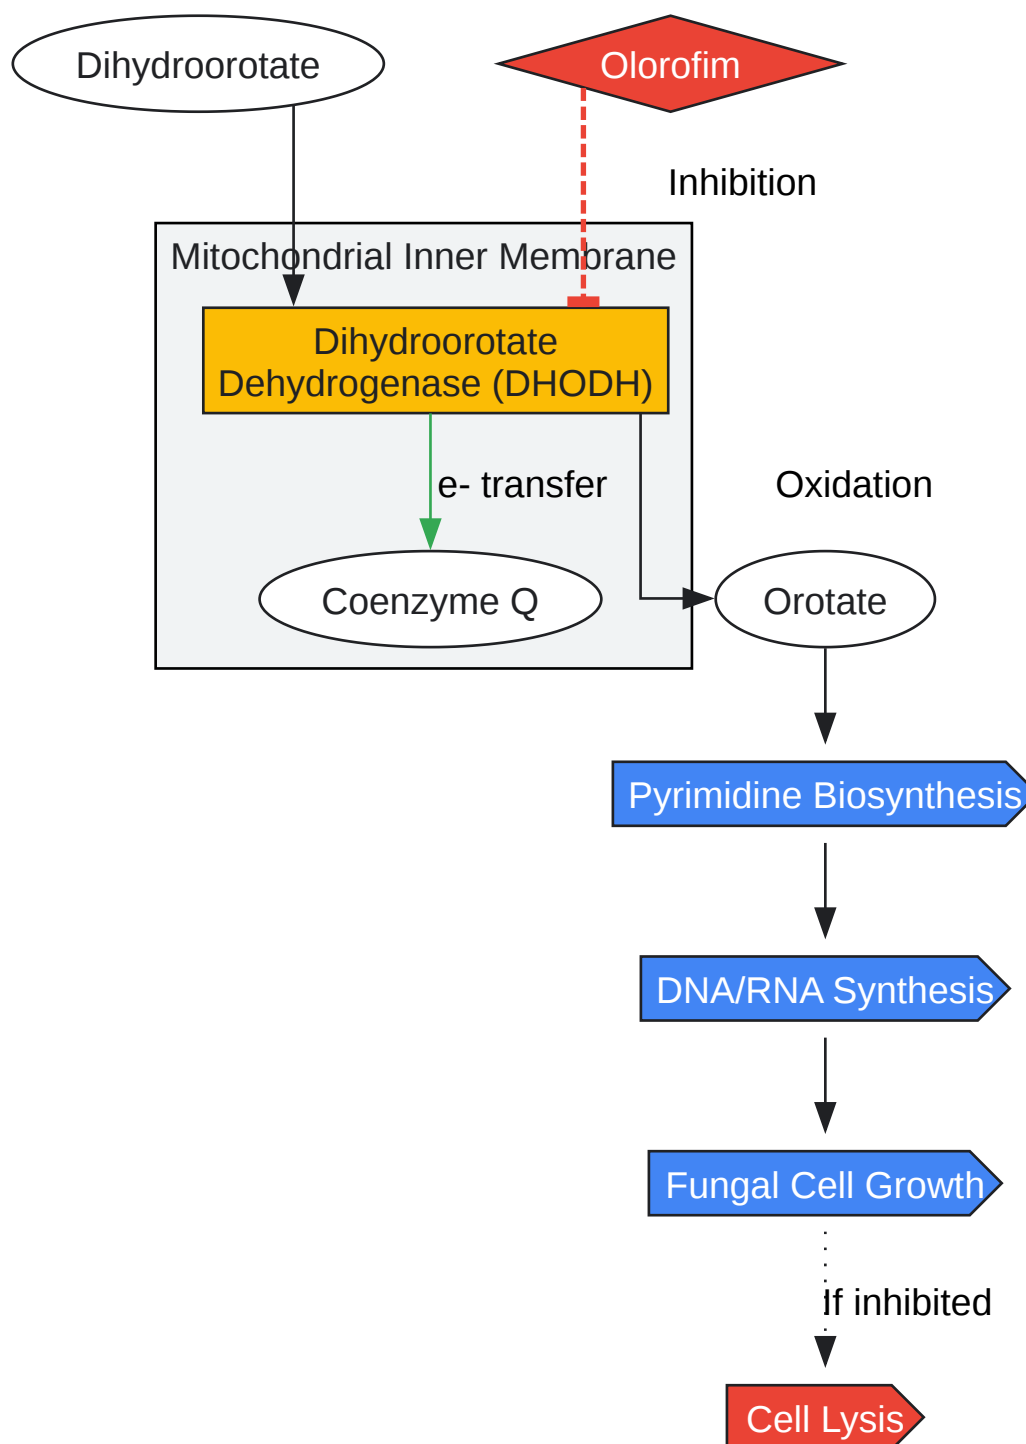 Dihydroorotate
Olorofim
Inhibition
Mitochondrial Inner Membrane
Dihydroorotate
Dehydrogenase (DHODH)
e- transfer
Oxidation
Coenzyme Q
Orotate
Pyrimidine Biosynthesis
DNA/RNA Synthesis
Fungal Cell Growth
If inhibited
Cell Lysis